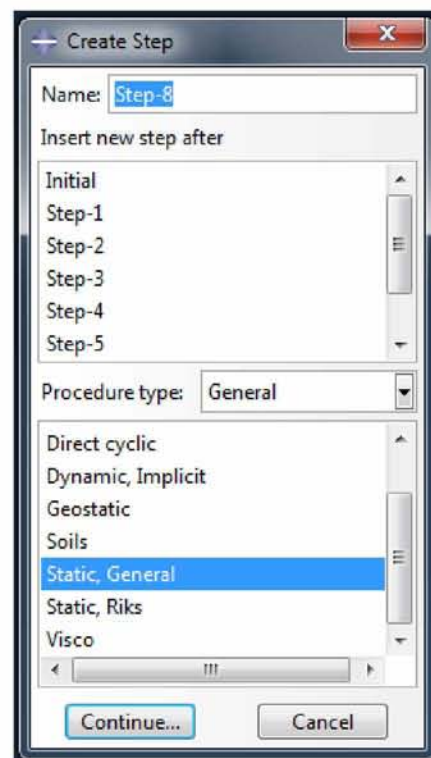 Create Step
Name: Step-8
Insert new step after
Initial
Step-1
Step-2
Step-3
Step-4
Step-5
Procedure type: General
Direct cyclic
Dynamic, Implicit
Geostatic
Soils
Static, General
Static, Riks
Visco
Continue... Cancel